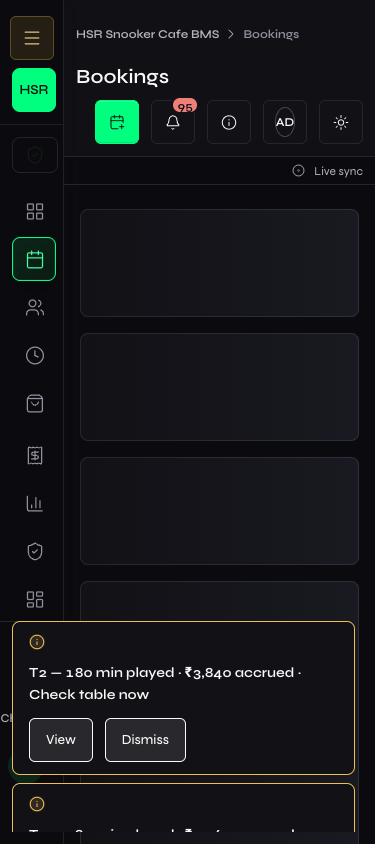 HSR Snooker Cafe BMS > Bookings
HSR
Bookings
95
AD
Live sync
T2 — 180 min played · ₹3,840 accrued ·
Check table now
View
Dismiss